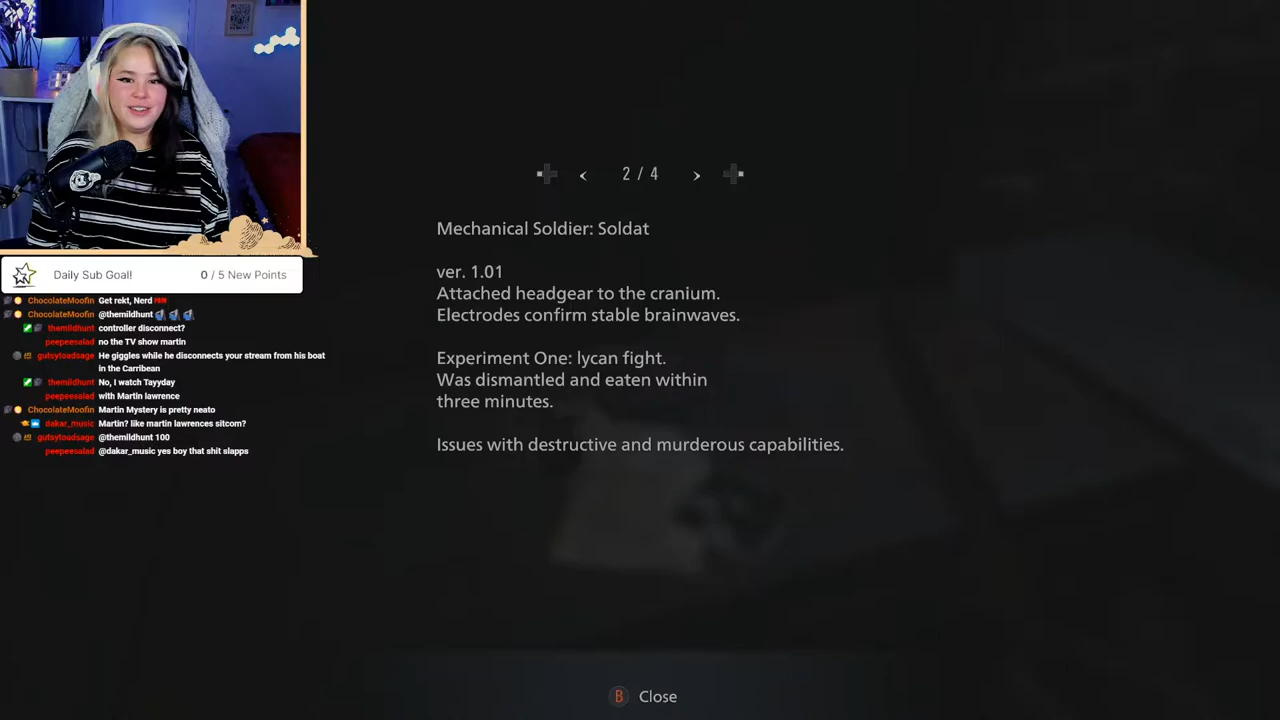 2 / 4
Mechanical Soldier: Soldat
ver. 1.01
Attached headgear to the cranium.
Electrodes confirm stable brainwaves.
Experiment One: lycan fight.
Was dismantled and eaten within
three minutes.
Issues with destructive and murderous capabilities.
B Close
Daily Sub Goal! 0 / 5 New Points
ChocolateMoofin Get rekt, Nerd
ChocolateMoofin @themildhunt
themildhunt controller disconnect?
peepeesalad no the TV show martin
gutsytoadsage He giggles while he disconnects your stream from his boat
in the Carribean
themildhunt No, I watch Tayyday
peepeesalad with Martin lawrence
ChocolateMoofin Martin Mystery is pretty neato
dakar_music Martin? like martin lawrences sitcom?
gutsytoadsage @themildhunt 100
peepeesalad @dakar_music yes boy that shit slapps